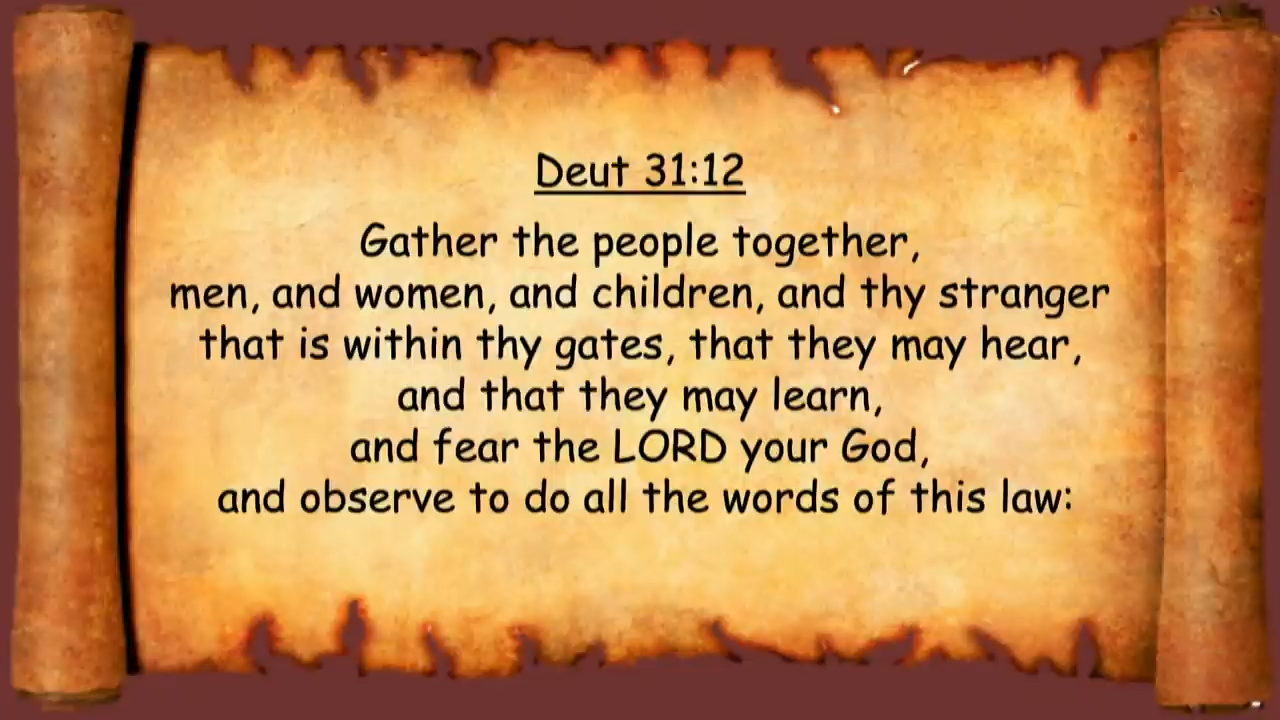 Deut 31:12
Gather the people together,
men, and women, and children, and thy stranger
that is within thy gates, that they may hear,
and that they may learn,
and fear the LORD your God,
and observe to do all the words of this law: